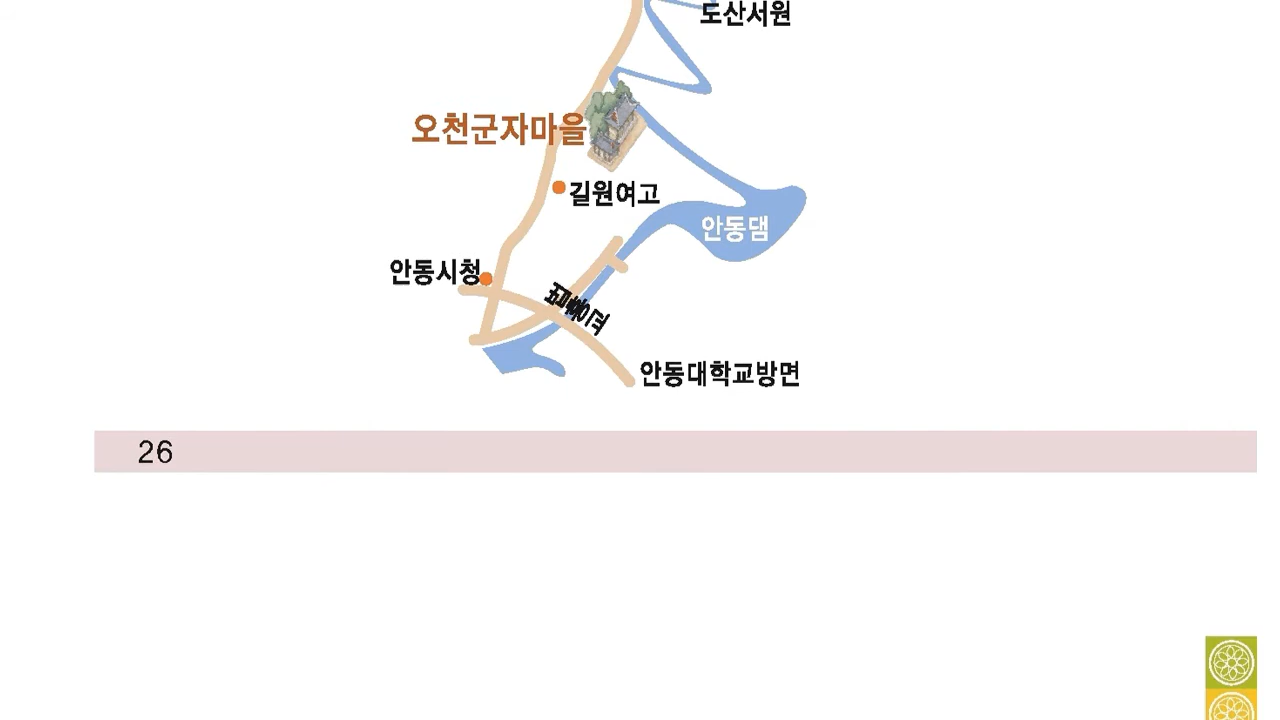 도산서원
오천군자마을
길원여고
안동댐
안동시청
안동대학교방면
26